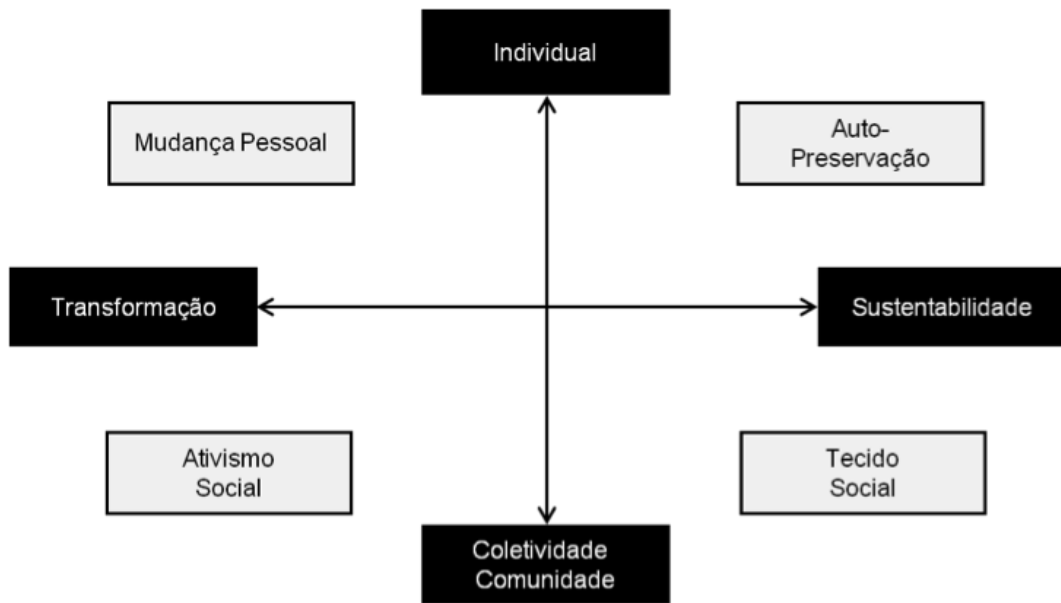 Individual
Mudança Pessoal
Auto-
Preservação
Transformação
Sustentabilidade
Ativismo
Social
Tecido
Social
Coletividade
Comunidade